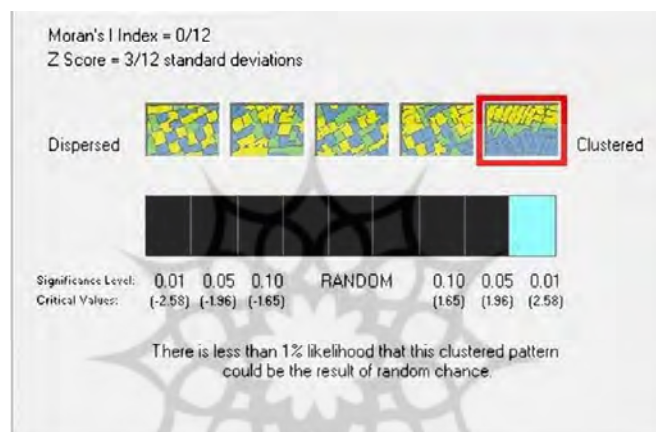 Moran's I Index = 0/12
Z Score = 3/12 standard deviations
Dispersed Clustered
Significance Level: 0.01 0.05 0.10 RANDOM 0.10 0.05 0.01
Critical Values: (-2.58) (-1.96) (-1.65) (1.65) (1.96) (2.58)
There is less than 1% likelihood that this clustered pattern
could be the result of random chance.